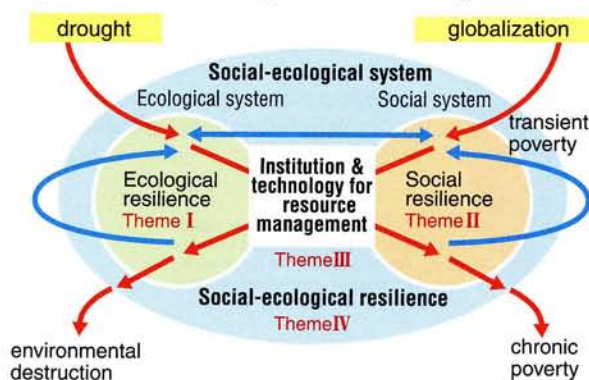 drought
globalization
Social-ecological system
Ecological system
Social system
transient
poverty
Institution &
technology for
resource
management
Ecological
resilience
Theme I
Social
resilience
Theme II
Theme III
Social-ecological resilience
Theme IV
environmental
destruction
chronic
poverty